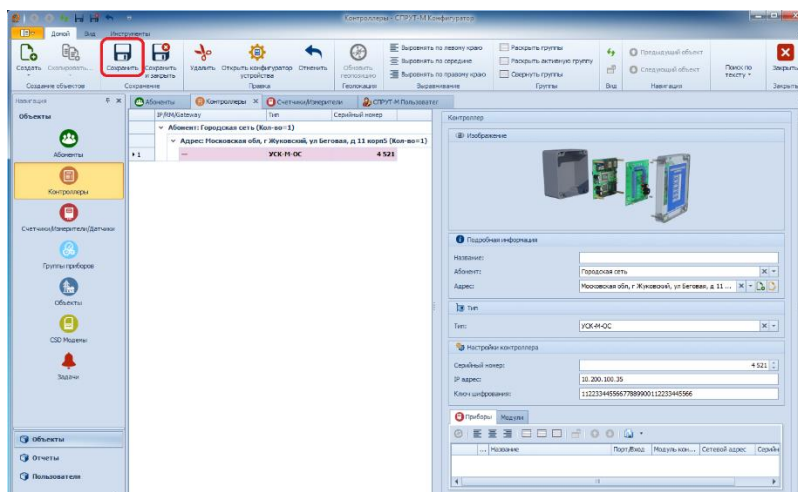 Контроллеры - СПРУТ-М Конфигуратор
Домой Вид Инструменты
Создать Скопировать... Сохранить Сохранить и закрыть Удалить Открыть конфигуратор устройства Отменить Обновить геопозицию
Выровнять по левому краю
Выровнять по середине
Выровнять по правому краю
Раскрыть группы
Раскрыть активную группу
Свернуть группы
Предыдущий объект
Следующий объект
Поиск по тексту
Закрыть
Создание объектов Сохранение Правка Геолокация Выравнивание Группы Вид Навигация Закрыть
Навигация
Абоненты Контроллеры Счетчики/Измерители СПРУТ-М Пользовател
Объекты
Абоненты
Контроллеры
Счетчики/Измерители/Датчики
Группы приборов
Объекты
CSD Модемы
Задачи
Объекты
Отчеты
Пользователи
IP/RM/Gateway Тип Серийный номер
Абонент: Городская сеть (Кол-во=1)
Адрес: Московская обл, г Жуковский, ул Беговая, д 11 корп5 (Кол-во=1)
1 — УСК-М-ОС 4 521
Контроллер
Изображение
Подробная информация
Название:
Абонент: Городская сеть
Адрес: Московская обл, г Жуковский, ул Беговая, д 11 ...
Тип
Тип: УСК-М-ОС
Настройки контроллера
Серийный номер: 4 521
IP адрес: 10.200.100.35
Ключ шифрования: 11223344556677889900112233445566
Приборы Модули
... Название Порт/Вход Модуль кон... Сетевой адрес Серийн